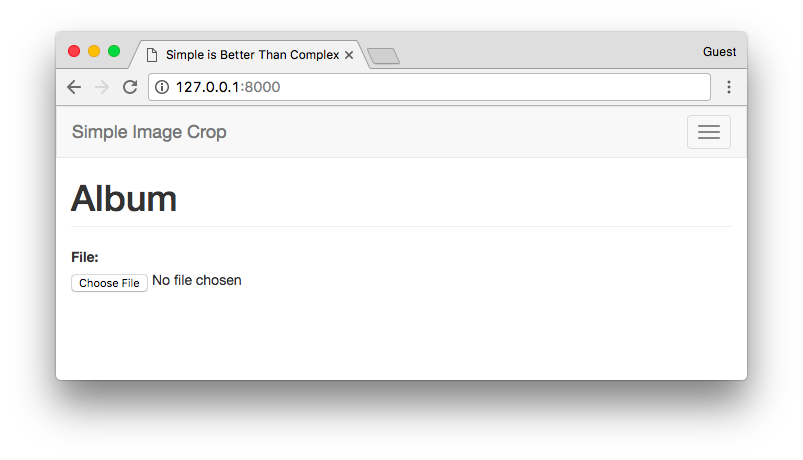 Simple is Better Than Complex
Guest
127.0.0.1:8000
Simple Image Crop
Album
File:
Choose File No file chosen